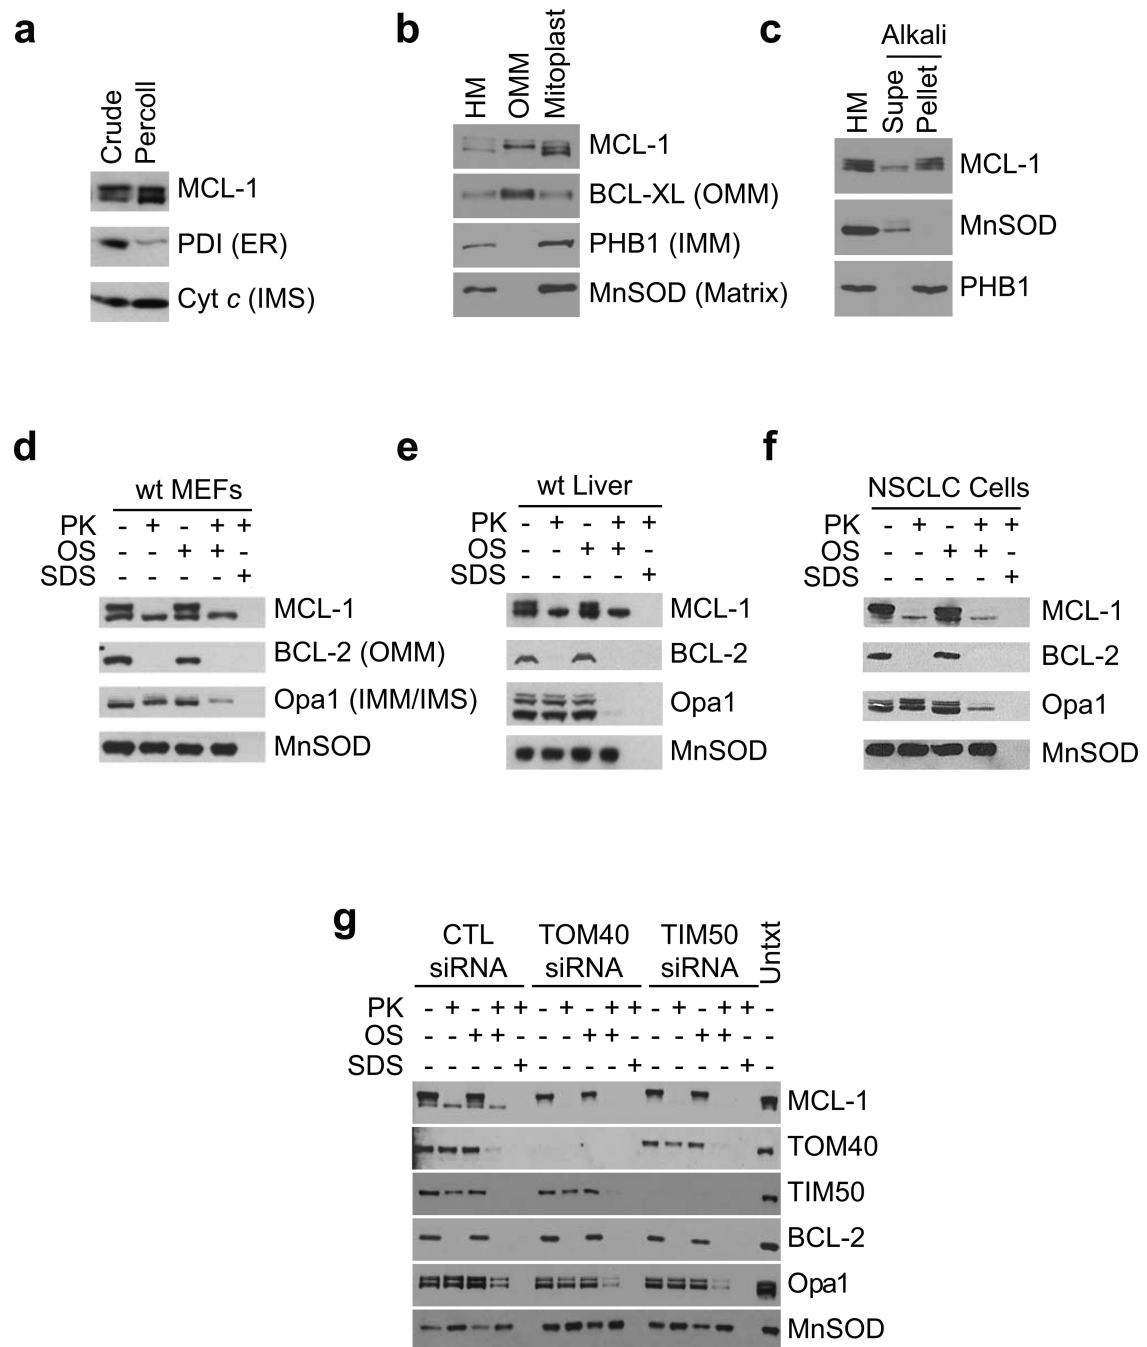 a
Crude
Percoll
MCL-1
PDI (ER)
Cyt c (IMS)
b
HM
OMM
Mitoplast
MCL-1
BCL-XL (OMM)
PHB1 (IMM)
MnSOD (Matrix)
c
Alkali
HM
Supe
Pellet
MCL-1
MnSOD
PHB1
d
wt MEFs
PK - + - + +
OS - - + + -
SDS - - - - +
MCL-1
BCL-2 (OMM)
Opa1 (IMM/IMS)
MnSOD
e
wt Liver
PK - + - + +
OS - - + + -
SDS - - - - +
MCL-1
BCL-2
Opa1
MnSOD
f
NSCLC Cells
PK - + - + +
OS - - + + -
SDS - - - - +
MCL-1
BCL-2
Opa1
MnSOD
g
CTL siRNA
TOM40 siRNA
TIM50 siRNA
Untxt
PK - + - + + - + - + + - + - + + -
OS - - + + - - - + + - - - + + - -
SDS - - - - + - - - - + - - - - + -
MCL-1
TOM40
TIM50
BCL-2
Opa1
MnSOD